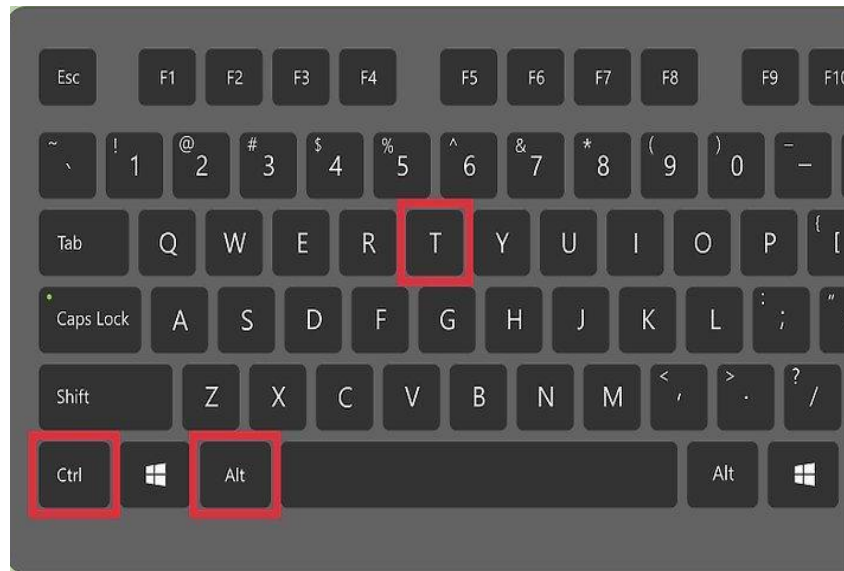 Esc F1 F2 F3 F4 F5 F6 F7 F8 F9 F10
~ ` ! 1 @ 2 # 3 $ 4 % 5 ^ 6 & 7 * 8 ( 9 ) 0 _ -
Tab Q W E R T Y U I O P { [
Caps Lock A S D F G H J K L : ; "
Shift Z X C V B N M < , > . ? /
Ctrl Alt Alt